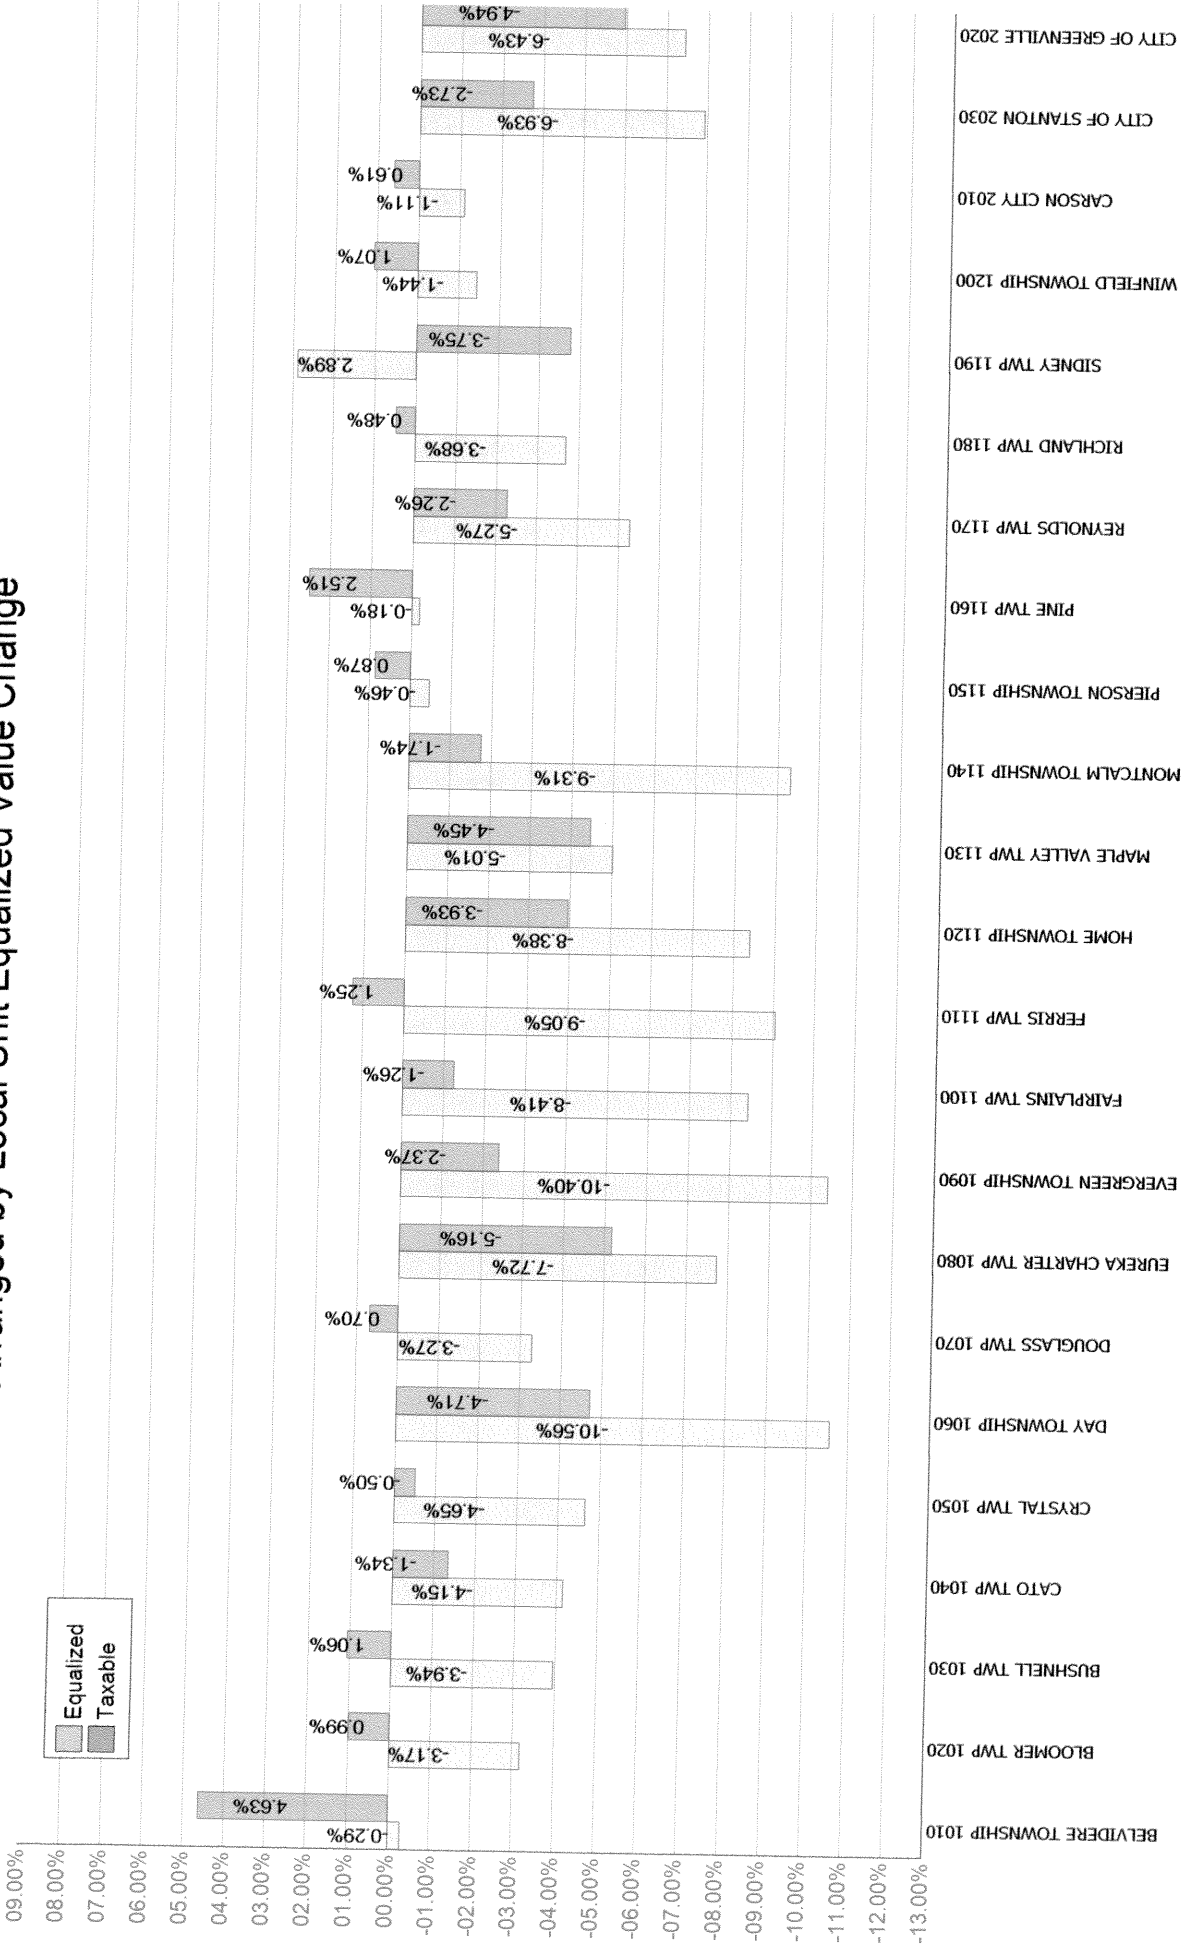 Arranged by Local Unit Equalized Value Change
Equalized
Taxable
09.00%
08.00%
07.00%
06.00%
05.00%
04.00%
03.00%
02.00%
01.00%
00.00%
-01.00%
-02.00%
-03.00%
-04.00%
-05.00%
-06.00%
-07.00%
-08.00%
-09.00%
-10.00%
-11.00%
-12.00%
-13.00%
-0.29%
4.63%
BELVIDERE TOWNSHIP 1010
-3.17%
0.99%
BLOOMER TWP 1020
-3.94%
1.06%
BUSHNELL TWP 1030
-4.15%
-1.34%
CATO TWP 1040
-4.65%
-0.50%
CRYSTAL TWP 1050
-10.56%
-4.71%
DAY TOWNSHIP 1060
-3.27%
0.70%
DOUGLASS TWP 1070
-7.72%
-5.16%
EUREKA CHARTER TWP 1080
-10.40%
-2.37%
EVERGREEN TOWNSHIP 1090
-8.41%
-1.26%
FAIRPLAINS TWP 1100
-9.05%
1.25%
FERRIS TWP 1110
-8.38%
-3.93%
HOME TOWNSHIP 1120
-5.01%
-4.45%
MAPLE VALLEY TWP 1130
-9.31%
-1.74%
MONTCALM TOWNSHIP 1140
-0.46%
0.87%
PIERSON TOWNSHIP 1150
-0.18%
2.51%
PINE TWP 1160
-5.27%
-2.26%
REYNOLDS TWP 1170
-3.68%
0.48%
RICHLAND TWP 1180
2.89%
-3.75%
SIDNEY TWP 1190
-1.44%
1.07%
WINFIELD TOWNSHIP 1200
-1.11%
0.61%
CARSON CITY 2010
-6.93%
-2.73%
CITY OF STANTON 2030
-6.43%
-4.94%
CITY OF GREENVILLE 2020